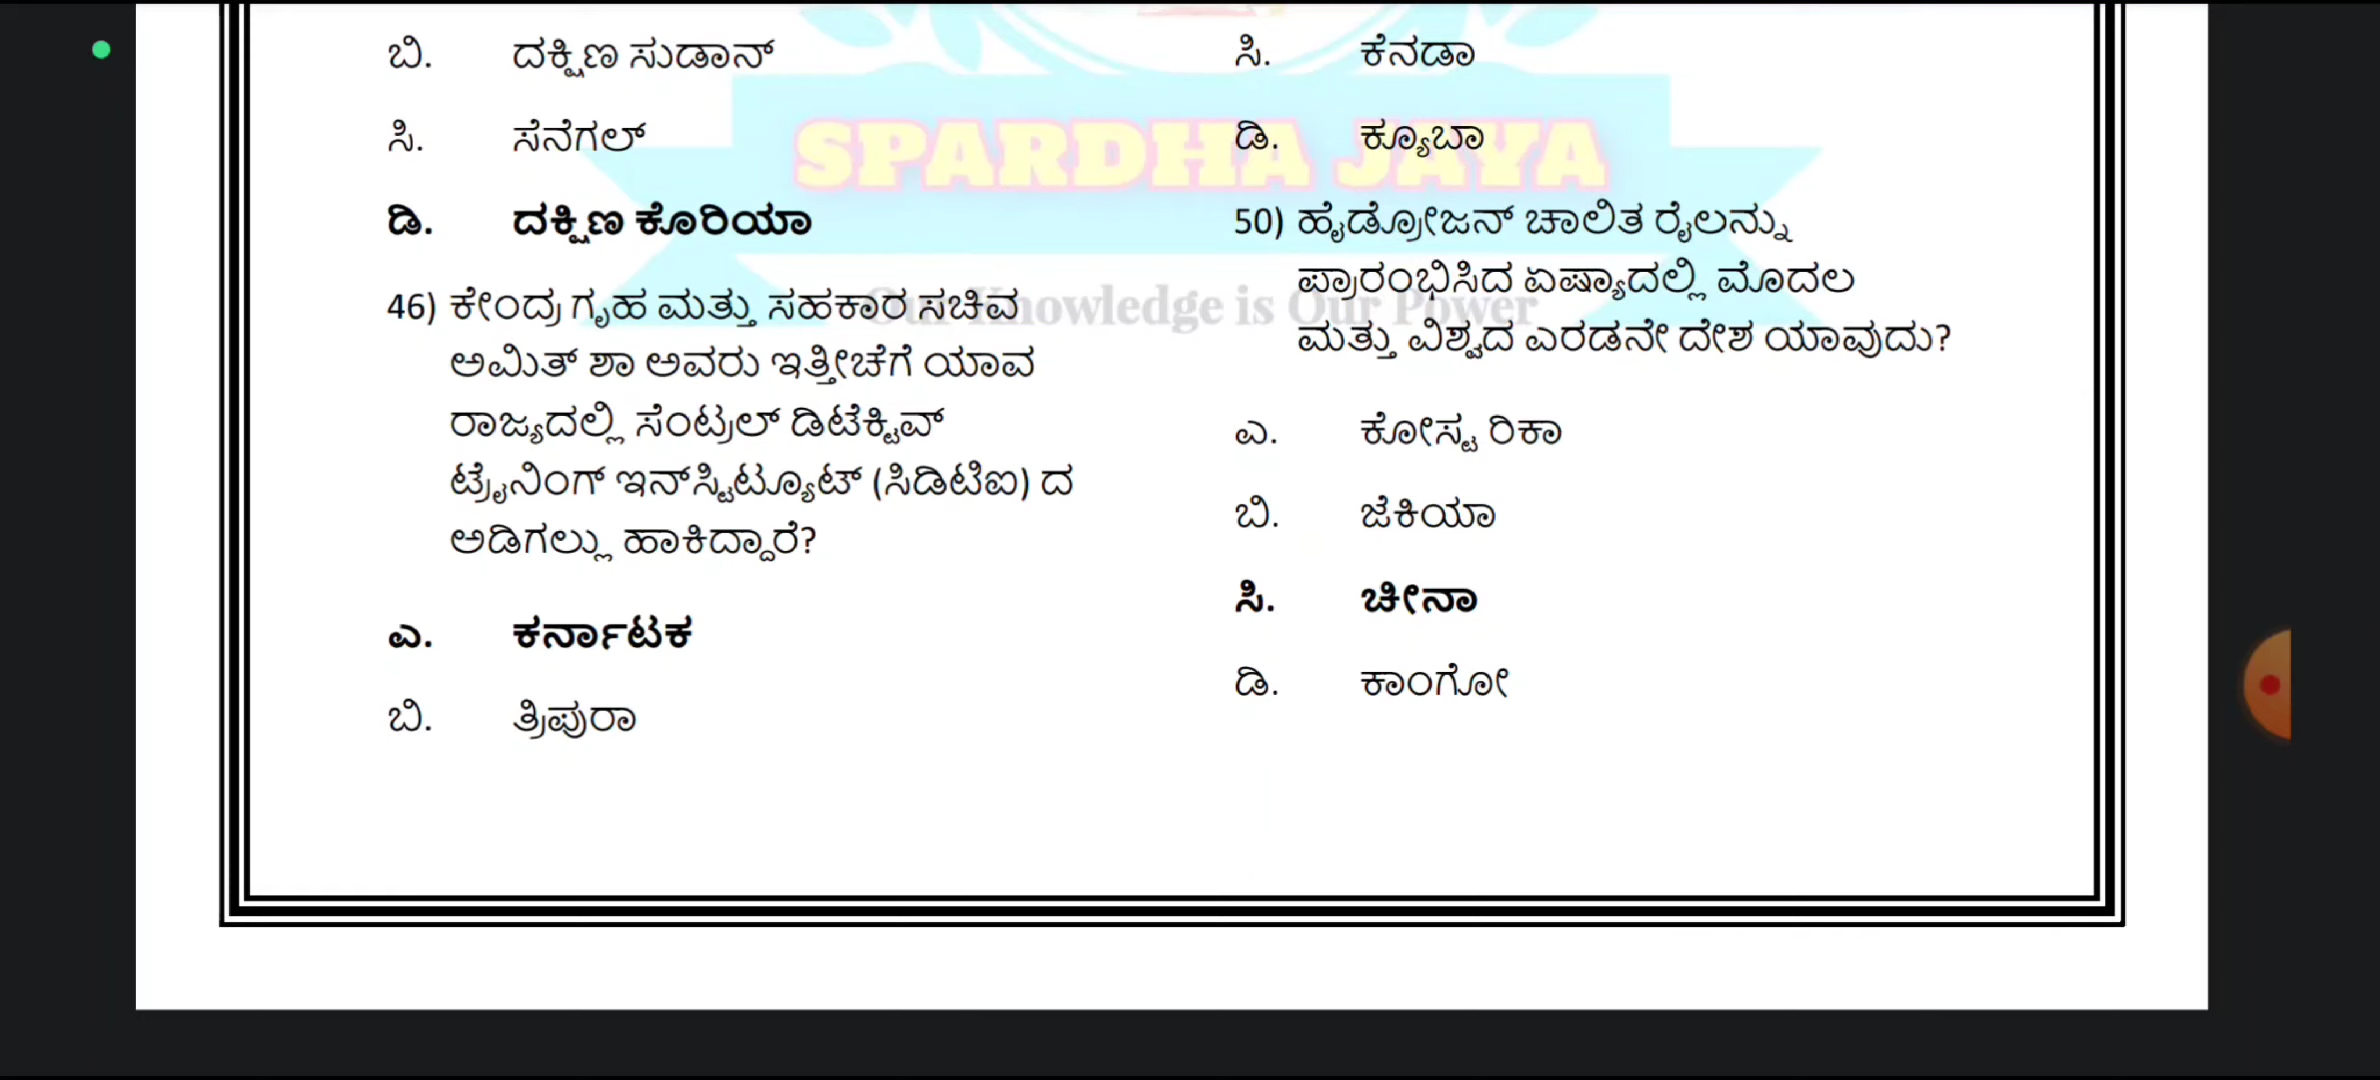 ಬಿ. ದಕ್ಷಿಣ ಸುಡಾನ್
ಸಿ. ಸೆನೆಗಲ್
ಡಿ. ದಕ್ಷಿಣ ಕೊರಿಯಾ
46) ಕೇಂದ್ರ ಗೃಹ ಮತ್ತು ಸಹಕಾರ ಸಚಿವ
ಅಮಿತ್ ಶಾ ಅವರು ಇತ್ತೀಚೆಗೆ ಯಾವ
ರಾಜ್ಯದಲ್ಲಿ ಸೆಂಟ್ರಲ್ ಡಿಟೆಕ್ಟಿವ್
ಟ್ರೈನಿಂಗ್ ಇನ್‌ಸ್ಟಿಟ್ಯೂಟ್ (ಸಿಡಿಟಿಐ) ದ
ಅಡಿಗಲ್ಲು ಹಾಕಿದ್ದಾರೆ?
ಎ. ಕರ್ನಾಟಕ
ಬಿ. ತ್ರಿಪುರಾ
ಸಿ. ಕೆನಡಾ
ಡಿ. ಕ್ಯೂಬಾ
50) ಹೈಡ್ರೋಜನ್ ಚಾಲಿತ ರೈಲನ್ನು
ಪ್ರಾರಂಭಿಸಿದ ಏಷ್ಯಾದಲ್ಲಿ ಮೊದಲ
ಮತ್ತು ವಿಶ್ವದ ಎರಡನೇ ದೇಶ ಯಾವುದು?
ಎ. ಕೋಸ್ಟ ರಿಕಾ
ಬಿ. ಜೆಕಿಯಾ
ಸಿ. ಚೀನಾ
ಡಿ. ಕಾಂಗೋ
SPARDHA JAYA
Our Knowledge is Our Power